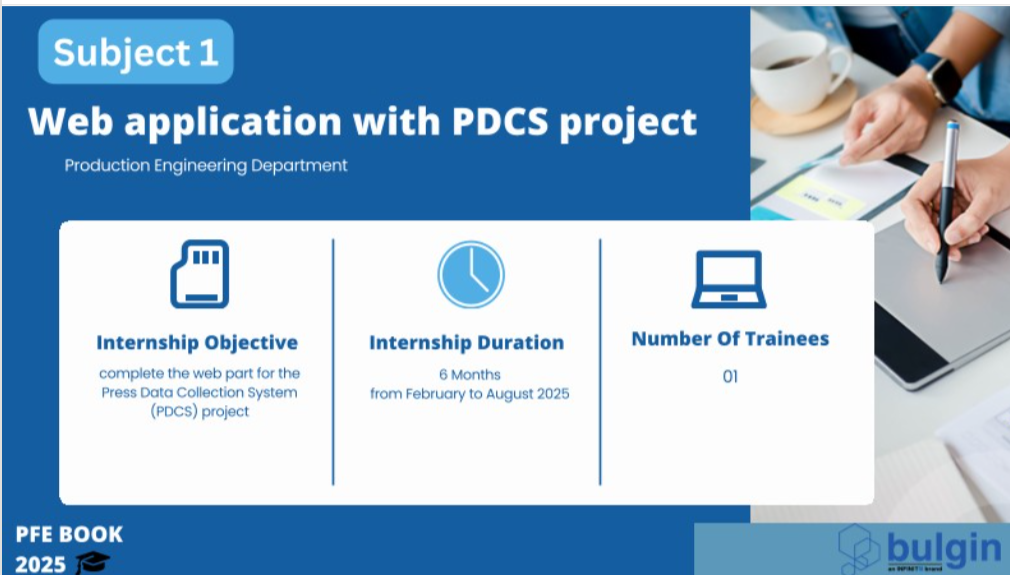 Subject 1
Web application with PDCS project
Production Engineering Department
Internship Objective
complete the web part for the
Press Data Collection System
(PDCS) project
Internship Duration
6 Months
from February to August 2025
Number Of Trainees
01
PFE BOOK
2025
bulgin
an INFINITE brand